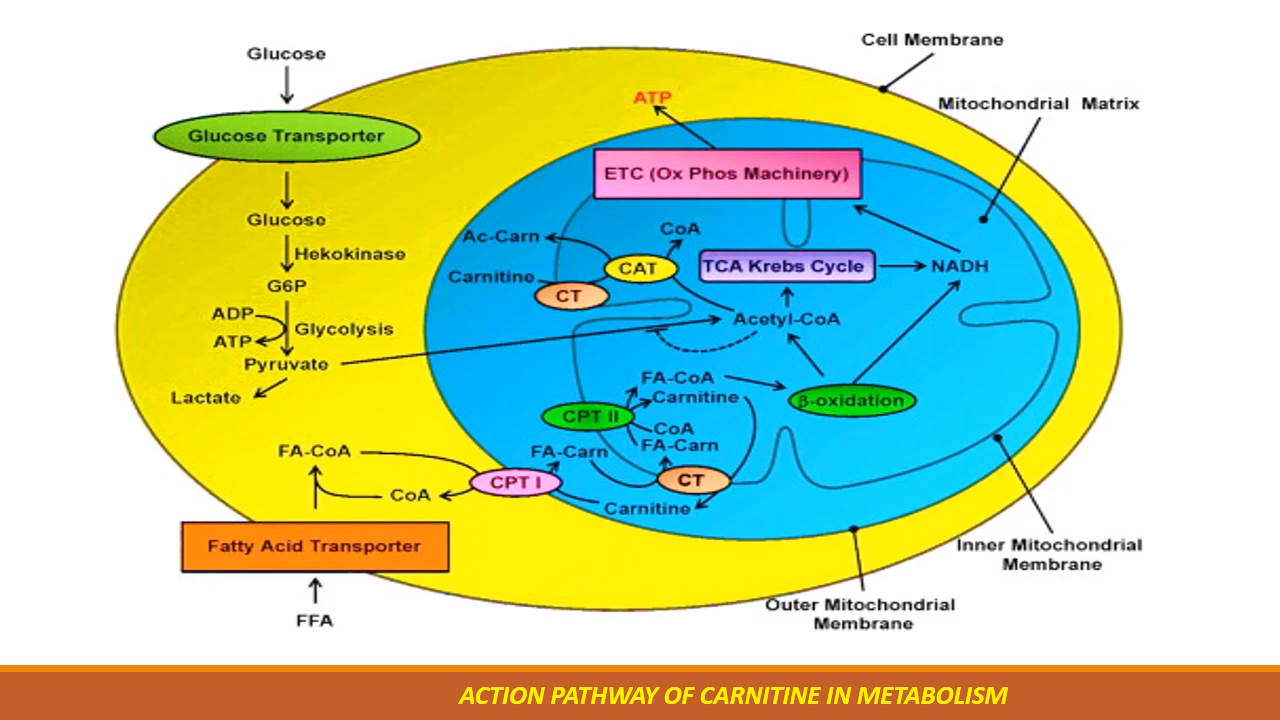 Glucose
Glucose Transporter
Glucose
Hekokinase
G6P
ADP
Glycolysis
ATP
Pyruvate
Lactate
FA-CoA
CoA
Fatty Acid Transporter
FFA
Cell Membrane
Mitochondrial Matrix
ATP
ETC (Ox Phos Machinery)
CoA
Ac-Carn
CAT
Carnitine
CT
TCA Krebs Cycle
NADH
Acetyl-CoA
FA-CoA
Carnitine
β-oxidation
CPT II
CoA
FA-Carn
FA-Carn
CPT I
CT
Carnitine
Inner Mitochondrial
Membrane
Outer Mitochondrial
Membrane
ACTION PATHWAY OF CARNITINE IN METABOLISM